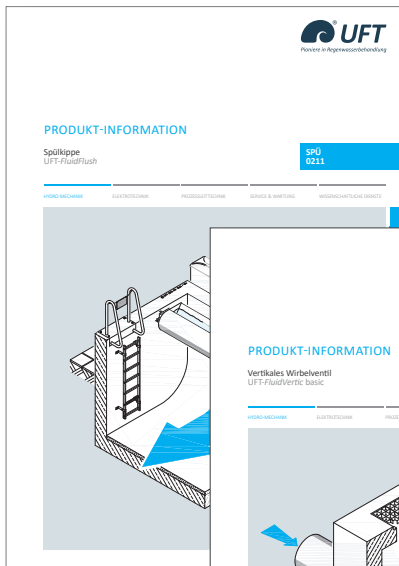 UFT
Pioniere in Regenwasserbehandlung
PRODUKT-INFORMATION
Spülkippe
UFT-FluidFlush
SPÜ
0211
HYDRO-MECHANIK
ELEKTROTECHNIK
PROZESSLEITTECHNIK
SERVICE & WARTUNG
WISSENSCHAFTLICHE DIENSTE
PRODUKT-INFORMATION
Vertikales Wirbelventil
UFT-FluidVertic basic
HYDRO-MECHANIK
ELEKTROTECHNIK